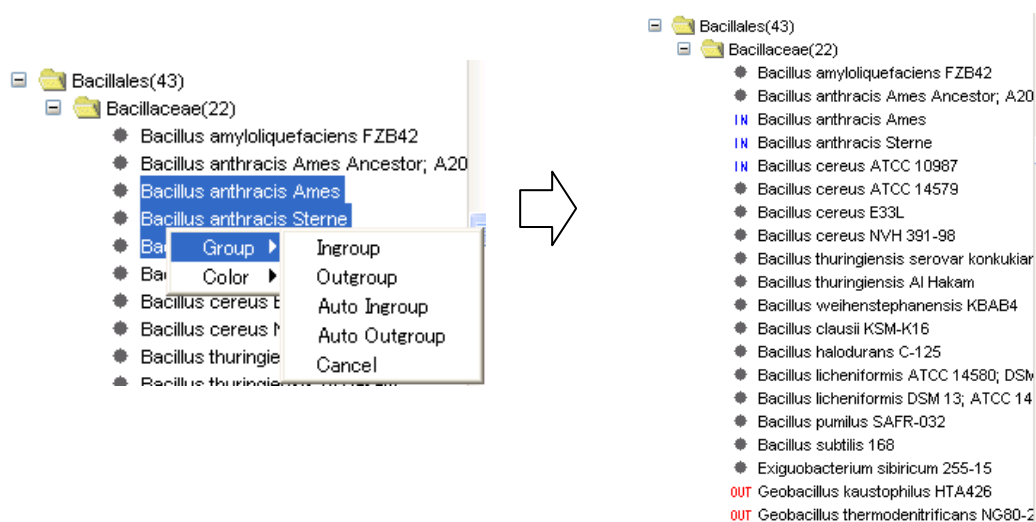 Bacillales(43)
Bacillaceae(22)
Bacillus amyloliquefaciens FZB42
Bacillus anthracis Ames Ancestor; A20
Bacillus anthracis Ames
Bacillus anthracis Sterne
Ba
Ba
Bacillus cereus E
Bacillus cereus N
Bacillus thuringie
Bacillus thuringien
Group
Color
Ingroup
Outgroup
Auto Ingroup
Auto Outgroup
Cancel
Bacillales(43)
Bacillaceae(22)
Bacillus amyloliquefaciens FZB42
Bacillus anthracis Ames Ancestor; A20
IN Bacillus anthracis Ames
IN Bacillus anthracis Sterne
IN Bacillus cereus ATCC 10987
Bacillus cereus ATCC 14579
Bacillus cereus E33L
Bacillus cereus NVH 391-98
Bacillus thuringiensis serovar konkukian
Bacillus thuringiensis Al Hakam
Bacillus weihenstephanensis KBAB4
Bacillus clausii KSM-K16
Bacillus halodurans C-125
Bacillus licheniformis ATCC 14580; DSM
Bacillus licheniformis DSM 13; ATCC 14
Bacillus pumilus SAFR-032
Bacillus subtilis 168
Exiguobacterium sibiricum 255-15
OUT Geobacillus kaustophilus HTA426
OUT Geobacillus thermodenitrificans NG80-2